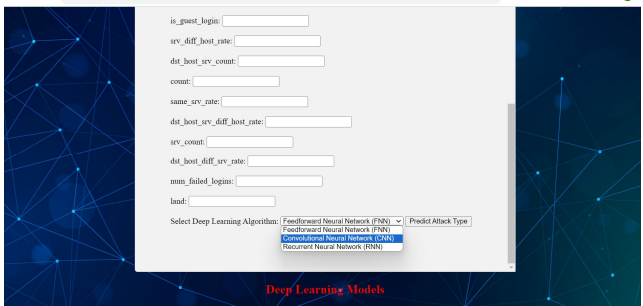 is_guest_login:
srv_diff_host_rate:
dst_host_srv_count:
count:
same_srv_rate:
dst_host_srv_diff_host_rate:
srv_count:
dst_host_diff_srv_rate:
num_failed_logins:
land:
Select Deep Learning Algorithm: Feedforward Neural Network (FNN) Predict Attack Type
Feedforward Neural Network (FNN)
Convolutional Neural Network (CNN)
Recurrent Neural Network (RNN)
Deep Learning Models